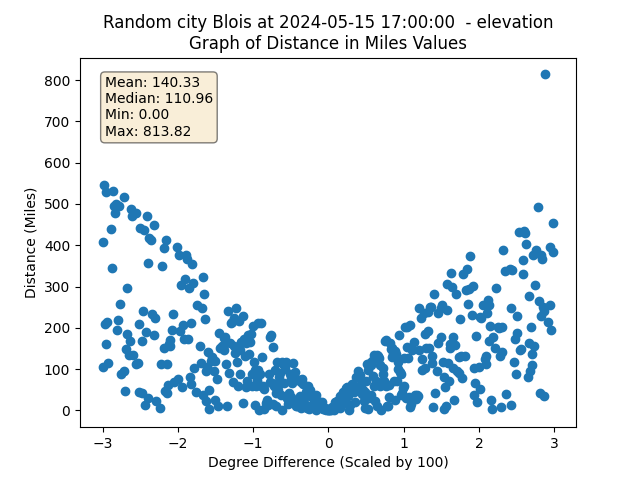 Random city Blois at 2024-05-15 17:00:00  - elevation
Graph of Distance in Miles Values
Mean: 140.33
Median: 110.96
Min: 0.00
Max: 813.82
800
700
600
500
400
300
200
100
0
Distance (Miles)
−3 −2 −1 0 1 2 3
Degree Difference (Scaled by 100)